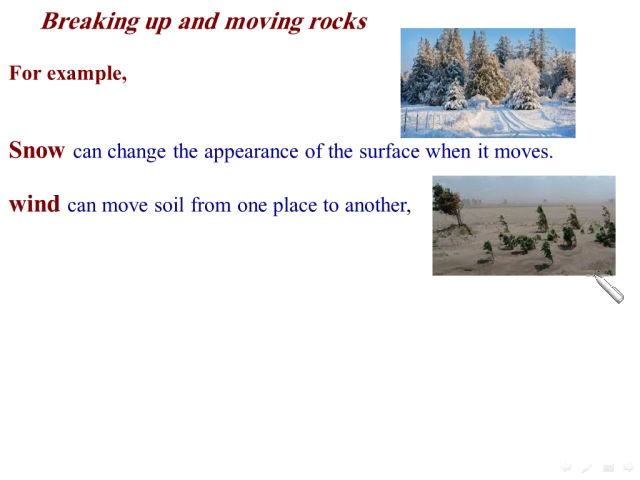 Breaking up and moving rocks
For example,
Snow can change the appearance of the surface when it moves.
wind can move soil from one place to another,